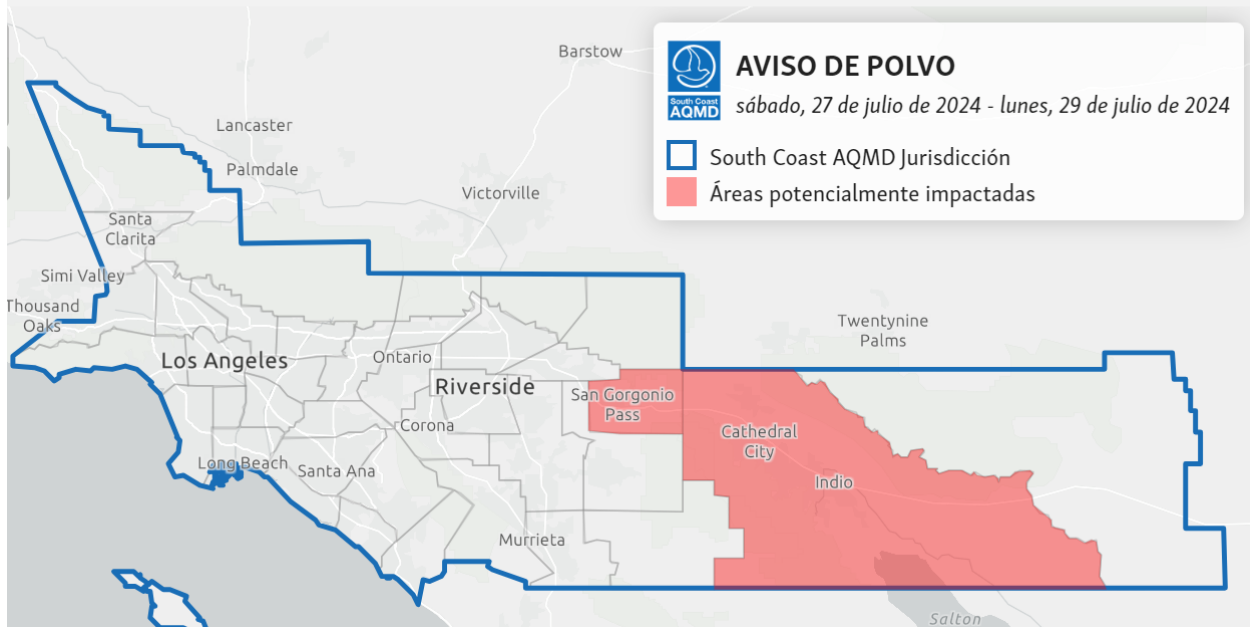 AVISO DE POLVO
South Coast
AQMD
sábado, 27 de julio de 2024 - lunes, 29 de julio de 2024
South Coast AQMD Jurisdicción
Áreas potencialmente impactadas
Barstow
Lancaster
Palmdale
Victorville
Santa
Clarita
Simi Valley
Thousand
Oaks
Los Angeles
Ontario
Riverside
Twentynine
Palms
San Gorgonio
Pass
Corona
Cathedral
City
Long Beach
Santa Ana
Indio
Murrieta
Salton